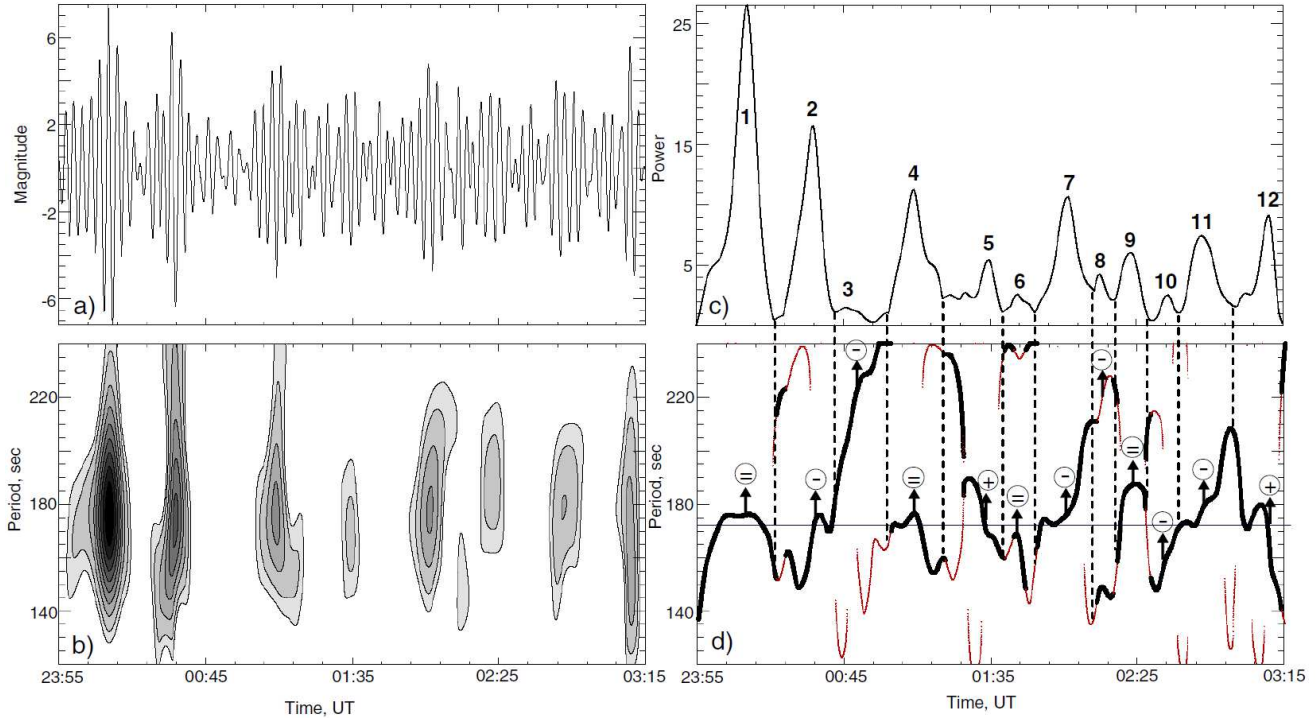 6
2
-2
-6
Magnitude
a)
220
180
140
Period, sec
b)
23:55 00:45 01:35 02:25 03:15
Time, UT
25
15
5
Power
c)
1 2 3 4 5 6 7 8 9 10 11 12
220
180
140
Period, sec
d)
= - - = + = - - = - - +
23:55 00:45 01:35 02:25 03:15
Time, UT